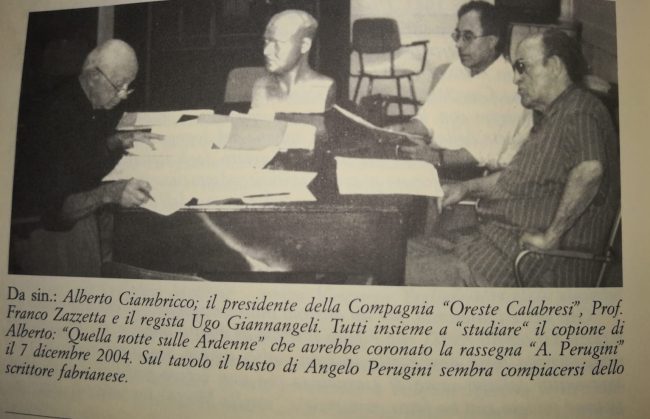 Da sin.: Alberto Ciambricco; il presidente della Compagnia "Oreste Calabresi", Prof.
Franco Zazzetta e il regista Ugo Giannangeli. Tutti insieme a "studiare" il copione di
Alberto: "Quella notte sulle Ardenne" che avrebbe coronato la rassegna "A. Perugini"
il 7 dicembre 2004. Sul tavolo il busto di Angelo Perugini sembra compiacersi dello
scrittore fabrianese.